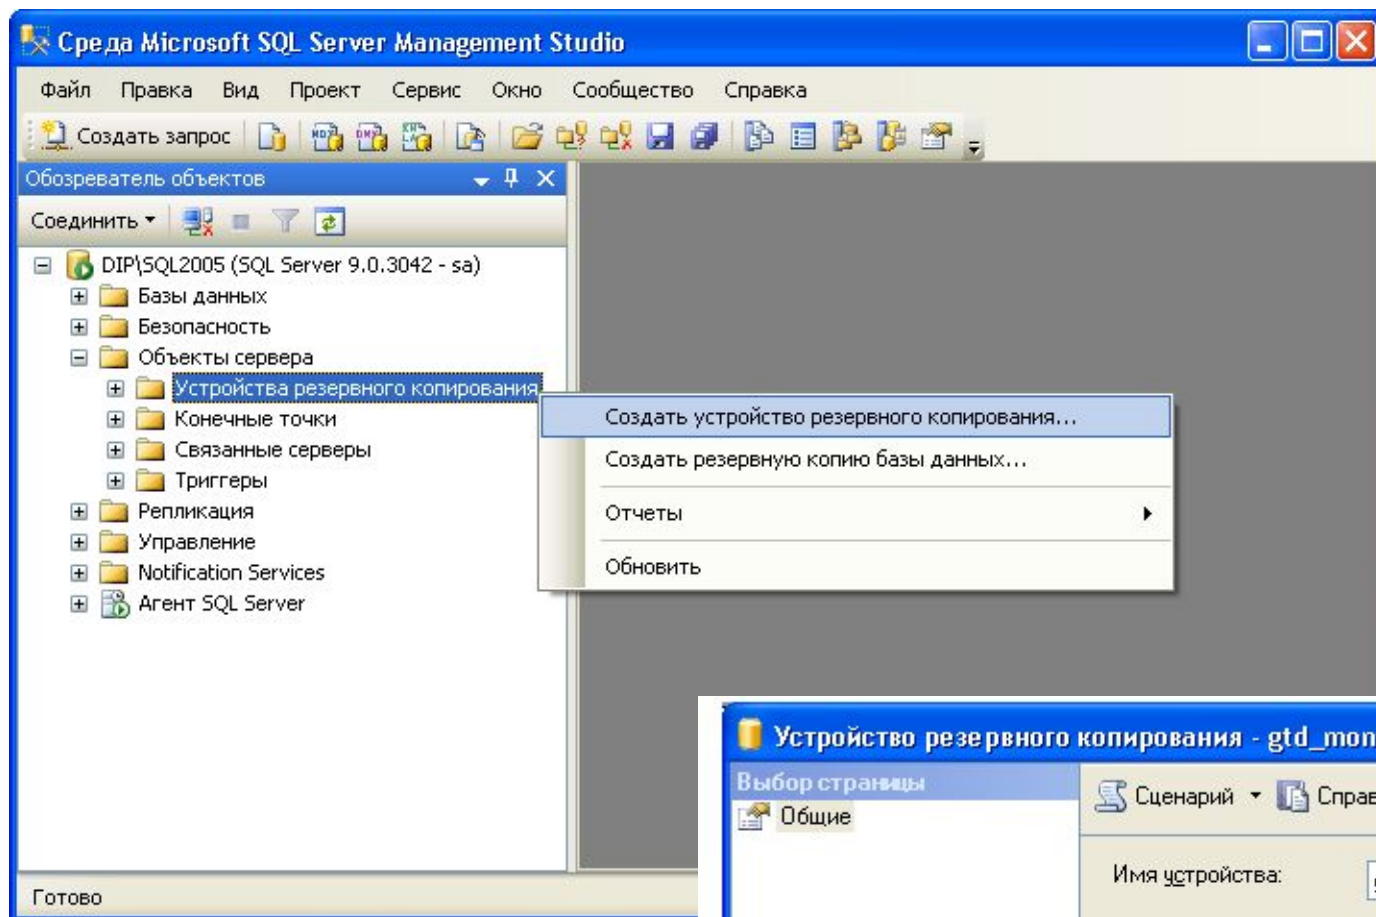 Среда Microsoft SQL Server Management Studio
Файл Правка Вид Проект Сервис Окно Сообщество Справка
Создать запрос
Обозреватель объектов
Соединить
DIP\SQL2005 (SQL Server 9.0.3042 - sa)
Базы данных
Безопасность
Объекты сервера
Устройства резервного копирования
Конечные точки
Связанные серверы
Триггеры
Репликация
Управление
Notification Services
Агент SQL Server
Создать устройство резервного копирования...
Создать резервную копию базы данных...
Отчеты
Обновить
Готово
Устройство резервного копирования - gtd_mon
Выбор страницы
Общие
Сценарий Справ
Имя устройства: